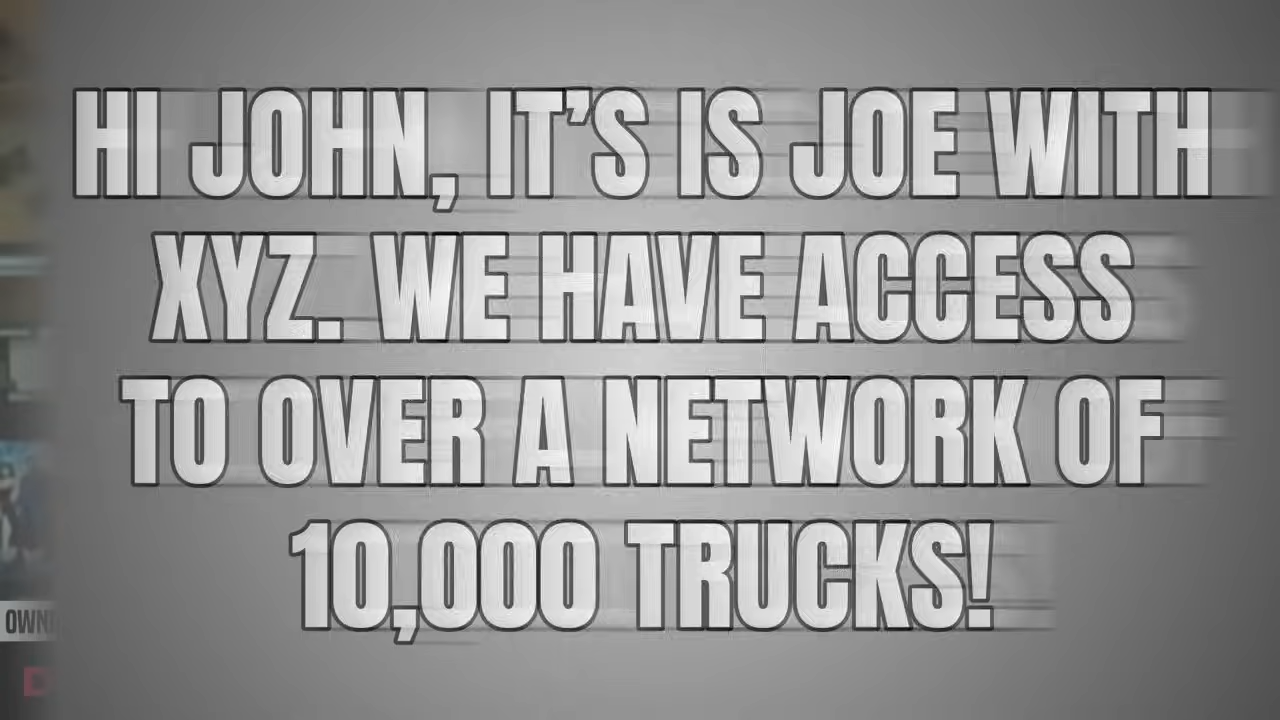 HI JOHN, IT’S IS JOE WITH
XYZ. WE HAVE ACCESS
TO OVER A NETWORK OF
10,000 TRUCKS!